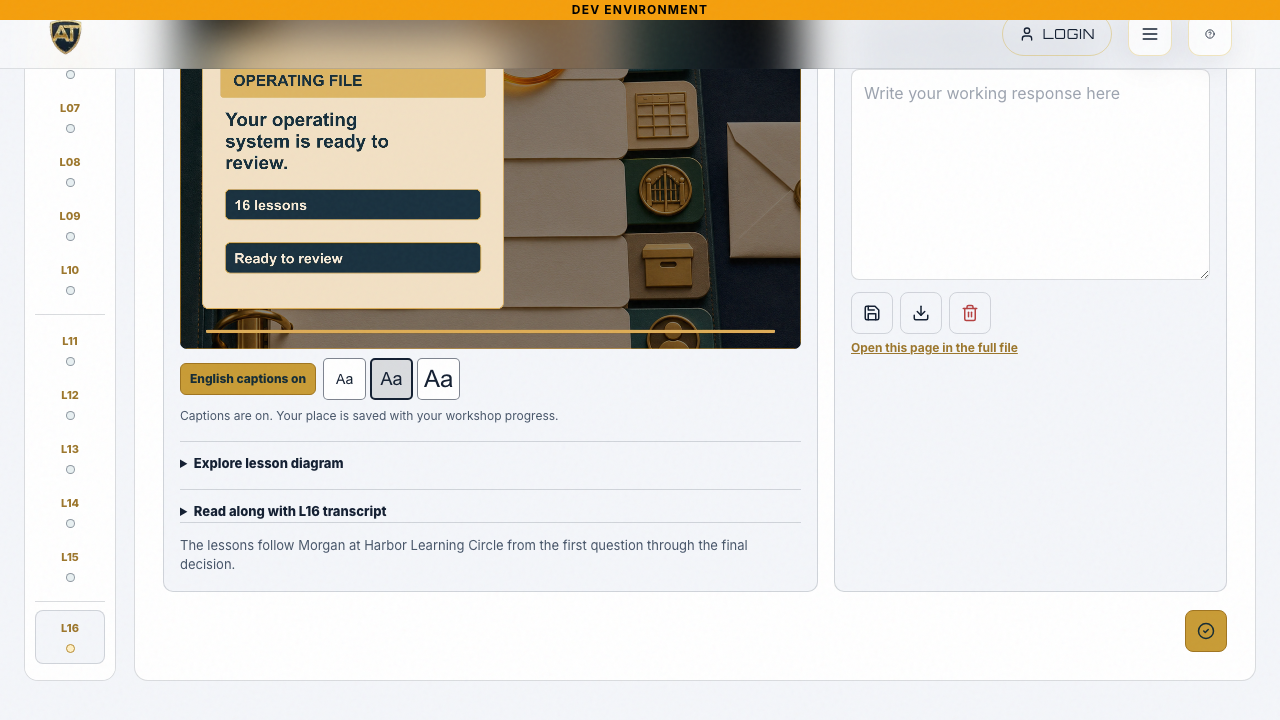 DEV ENVIRONMENT
AT
LOGIN
L07
L08
L09
L10
L11
L12
L13
L14
L15
L16
OPERATING FILE
Your operating
system is ready to
review.
16 lessons
Ready to review
English captions on
Aa
Aa
Aa
Captions are on. Your place is saved with your workshop progress.
Explore lesson diagram
Read along with L16 transcript
The lessons follow Morgan at Harbor Learning Circle from the first question through the final
decision.
Write your working response here
Open this page in the full file